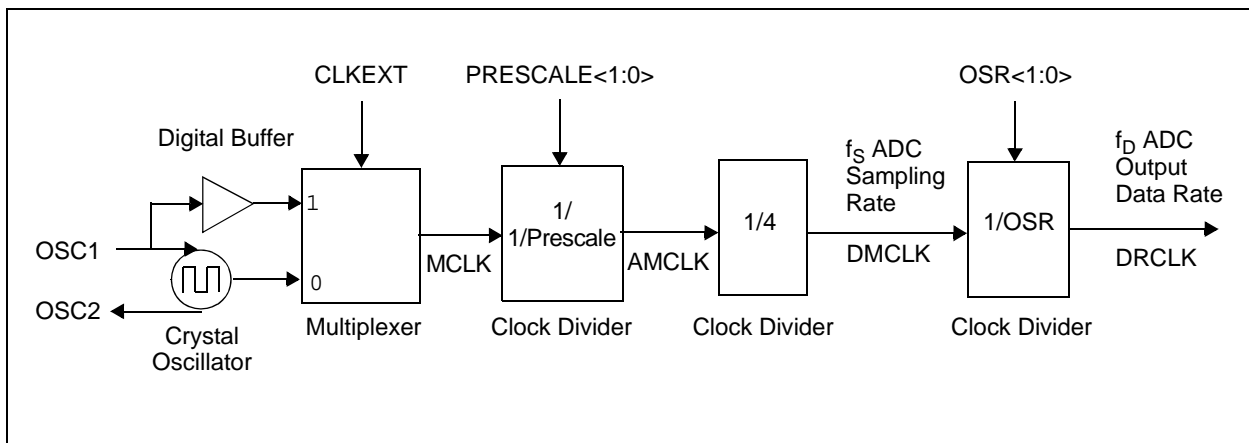 CLKEXT
PRESCALE<1:0>
OSR<1:0>
Digital Buffer
f_S ADC
Sampling
Rate
f_D ADC
Output
Data Rate
1
0
1/
1/Prescale
1/4
1/OSR
OSC1
OSC2
MCLK
AMCLK
DMCLK
DRCLK
Crystal
Oscillator
Multiplexer
Clock Divider
Clock Divider
Clock Divider